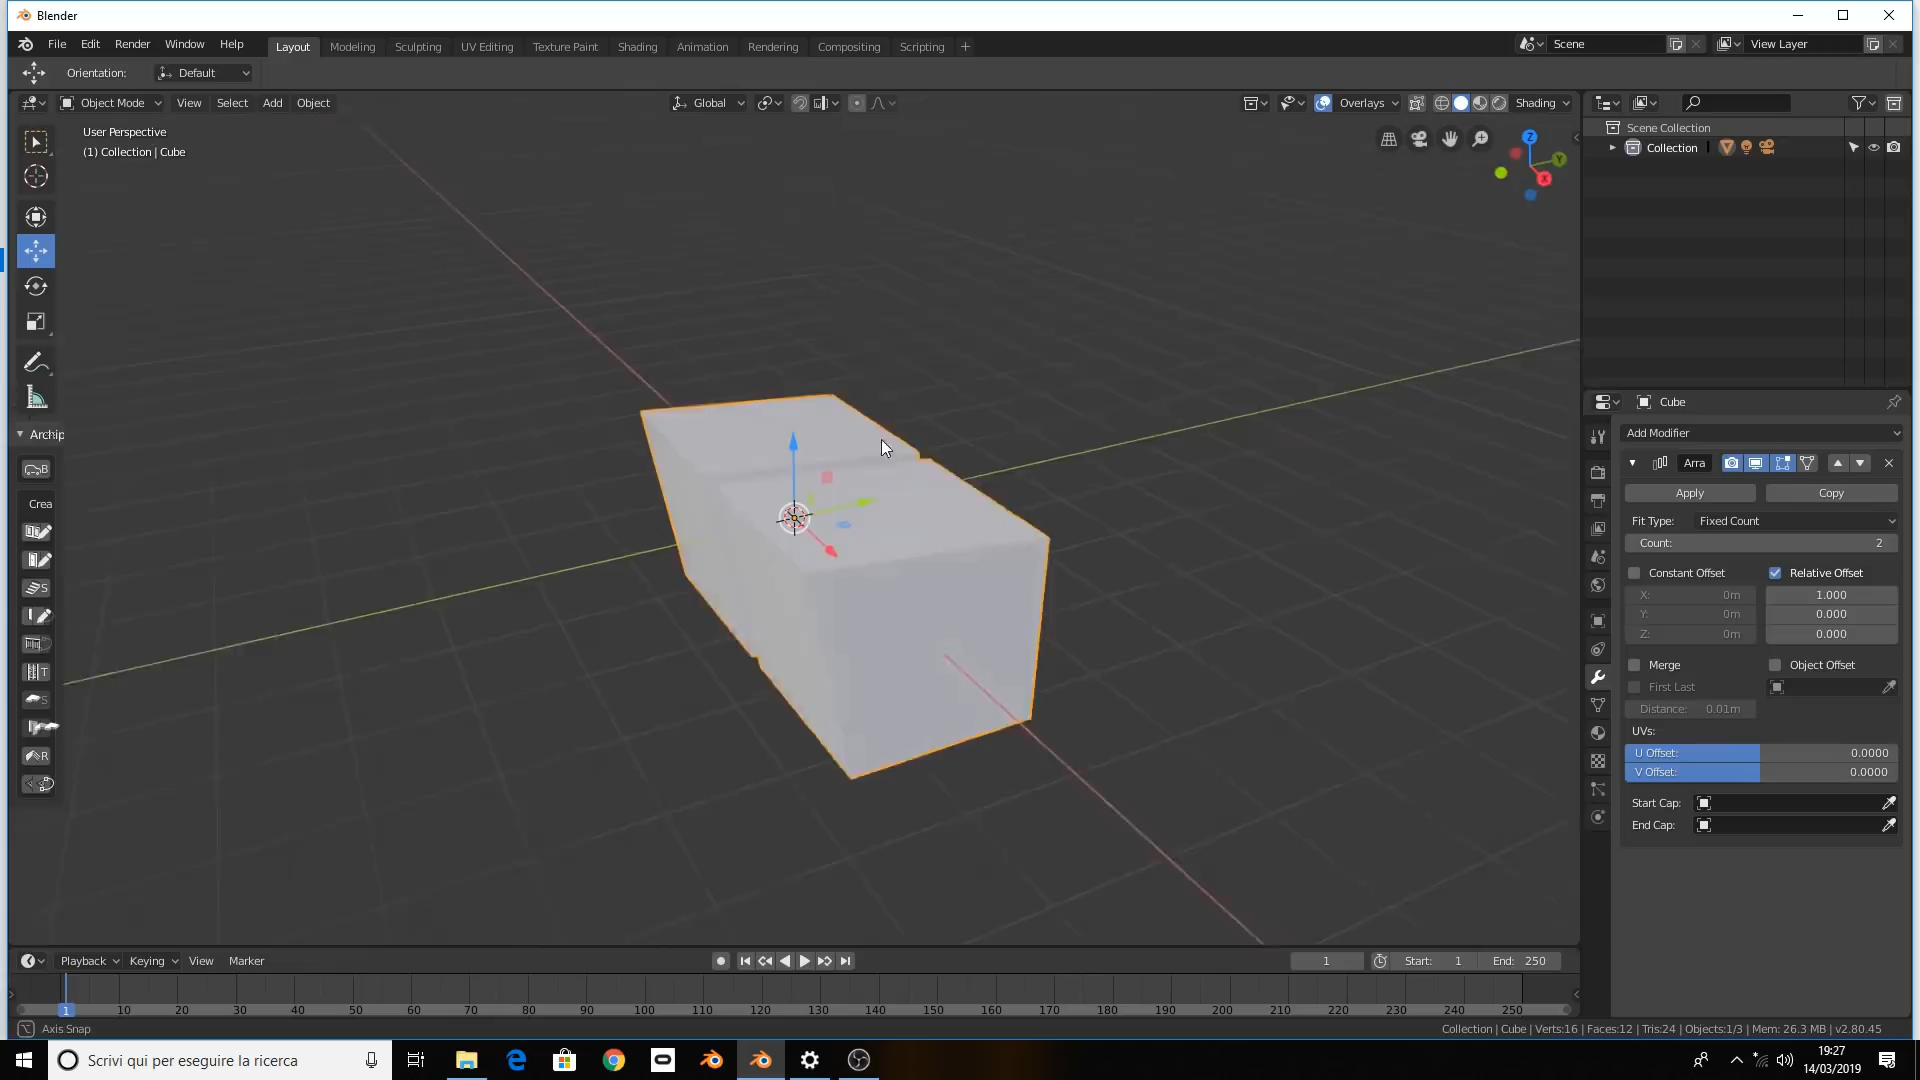 Blender
File Edit Render Window Help Layout Modeling Sculpting UV Editing Texture Paint Shading Animation Rendering Compositing Scripting + Scene View Layer
Orientation: Default
Object Mode View Select Add Object Global Overlays Shading
User Perspective
(1) Collection | Cube
Z
Y
X
Scene Collection
Collection
Archip
B
Crea
S
T
S
R
Cube
Add Modifier
Arra
Apply Copy
Fit Type: Fixed Count
Count: 2
Constant Offset Relative Offset
X: 0m 1.000
Y: 0m 0.000
Z: 0m 0.000
Merge Object Offset
First Last
Distance: 0.01m
UVs:
U Offset: 0.0000
V Offset: 0.0000
Start Cap:
End Cap:
Playback Keying View Marker 1 Start: 1 End: 250
1 10 20 30 40 50 60 70 80 90 100 110 120 130 140 150 160 170 180 190 200 210 220 230 240 250
Axis Snap Collection | Cube | Verts:16 | Faces:12 | Tris:24 | Objects:1/3 | Mem: 26.3 MB | v2.80.45
Scrivi qui per eseguire la ricerca
19:27
14/03/2019